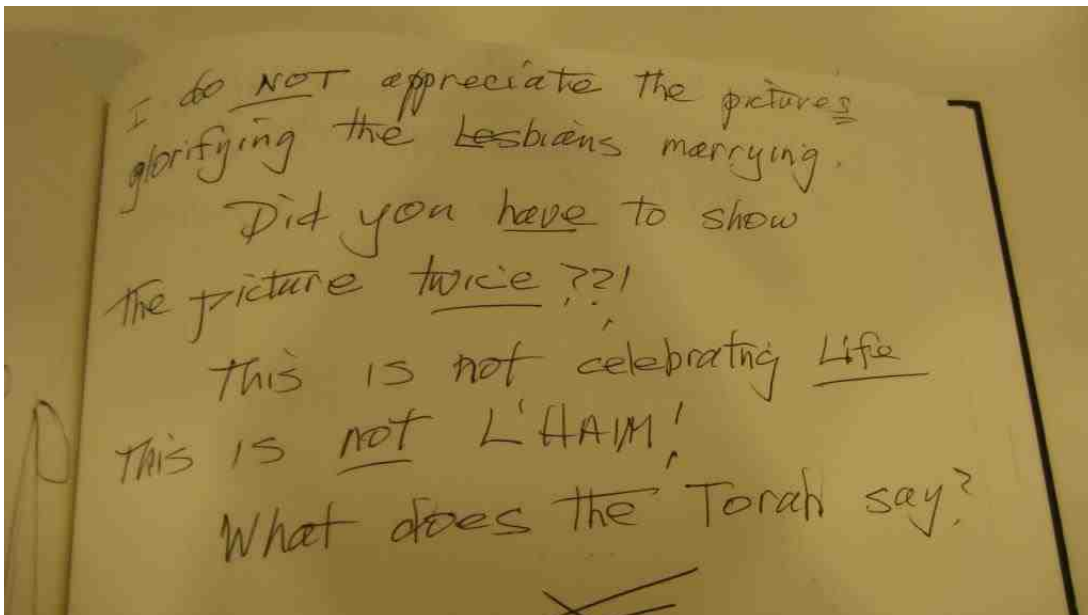 I do NOT appreciate the pictures
glorifying the Lesbians marrying.
Did you have to show
the picture twice??!
This is not celebratng Life
This is not L'HAIM!
What does the Torah say?